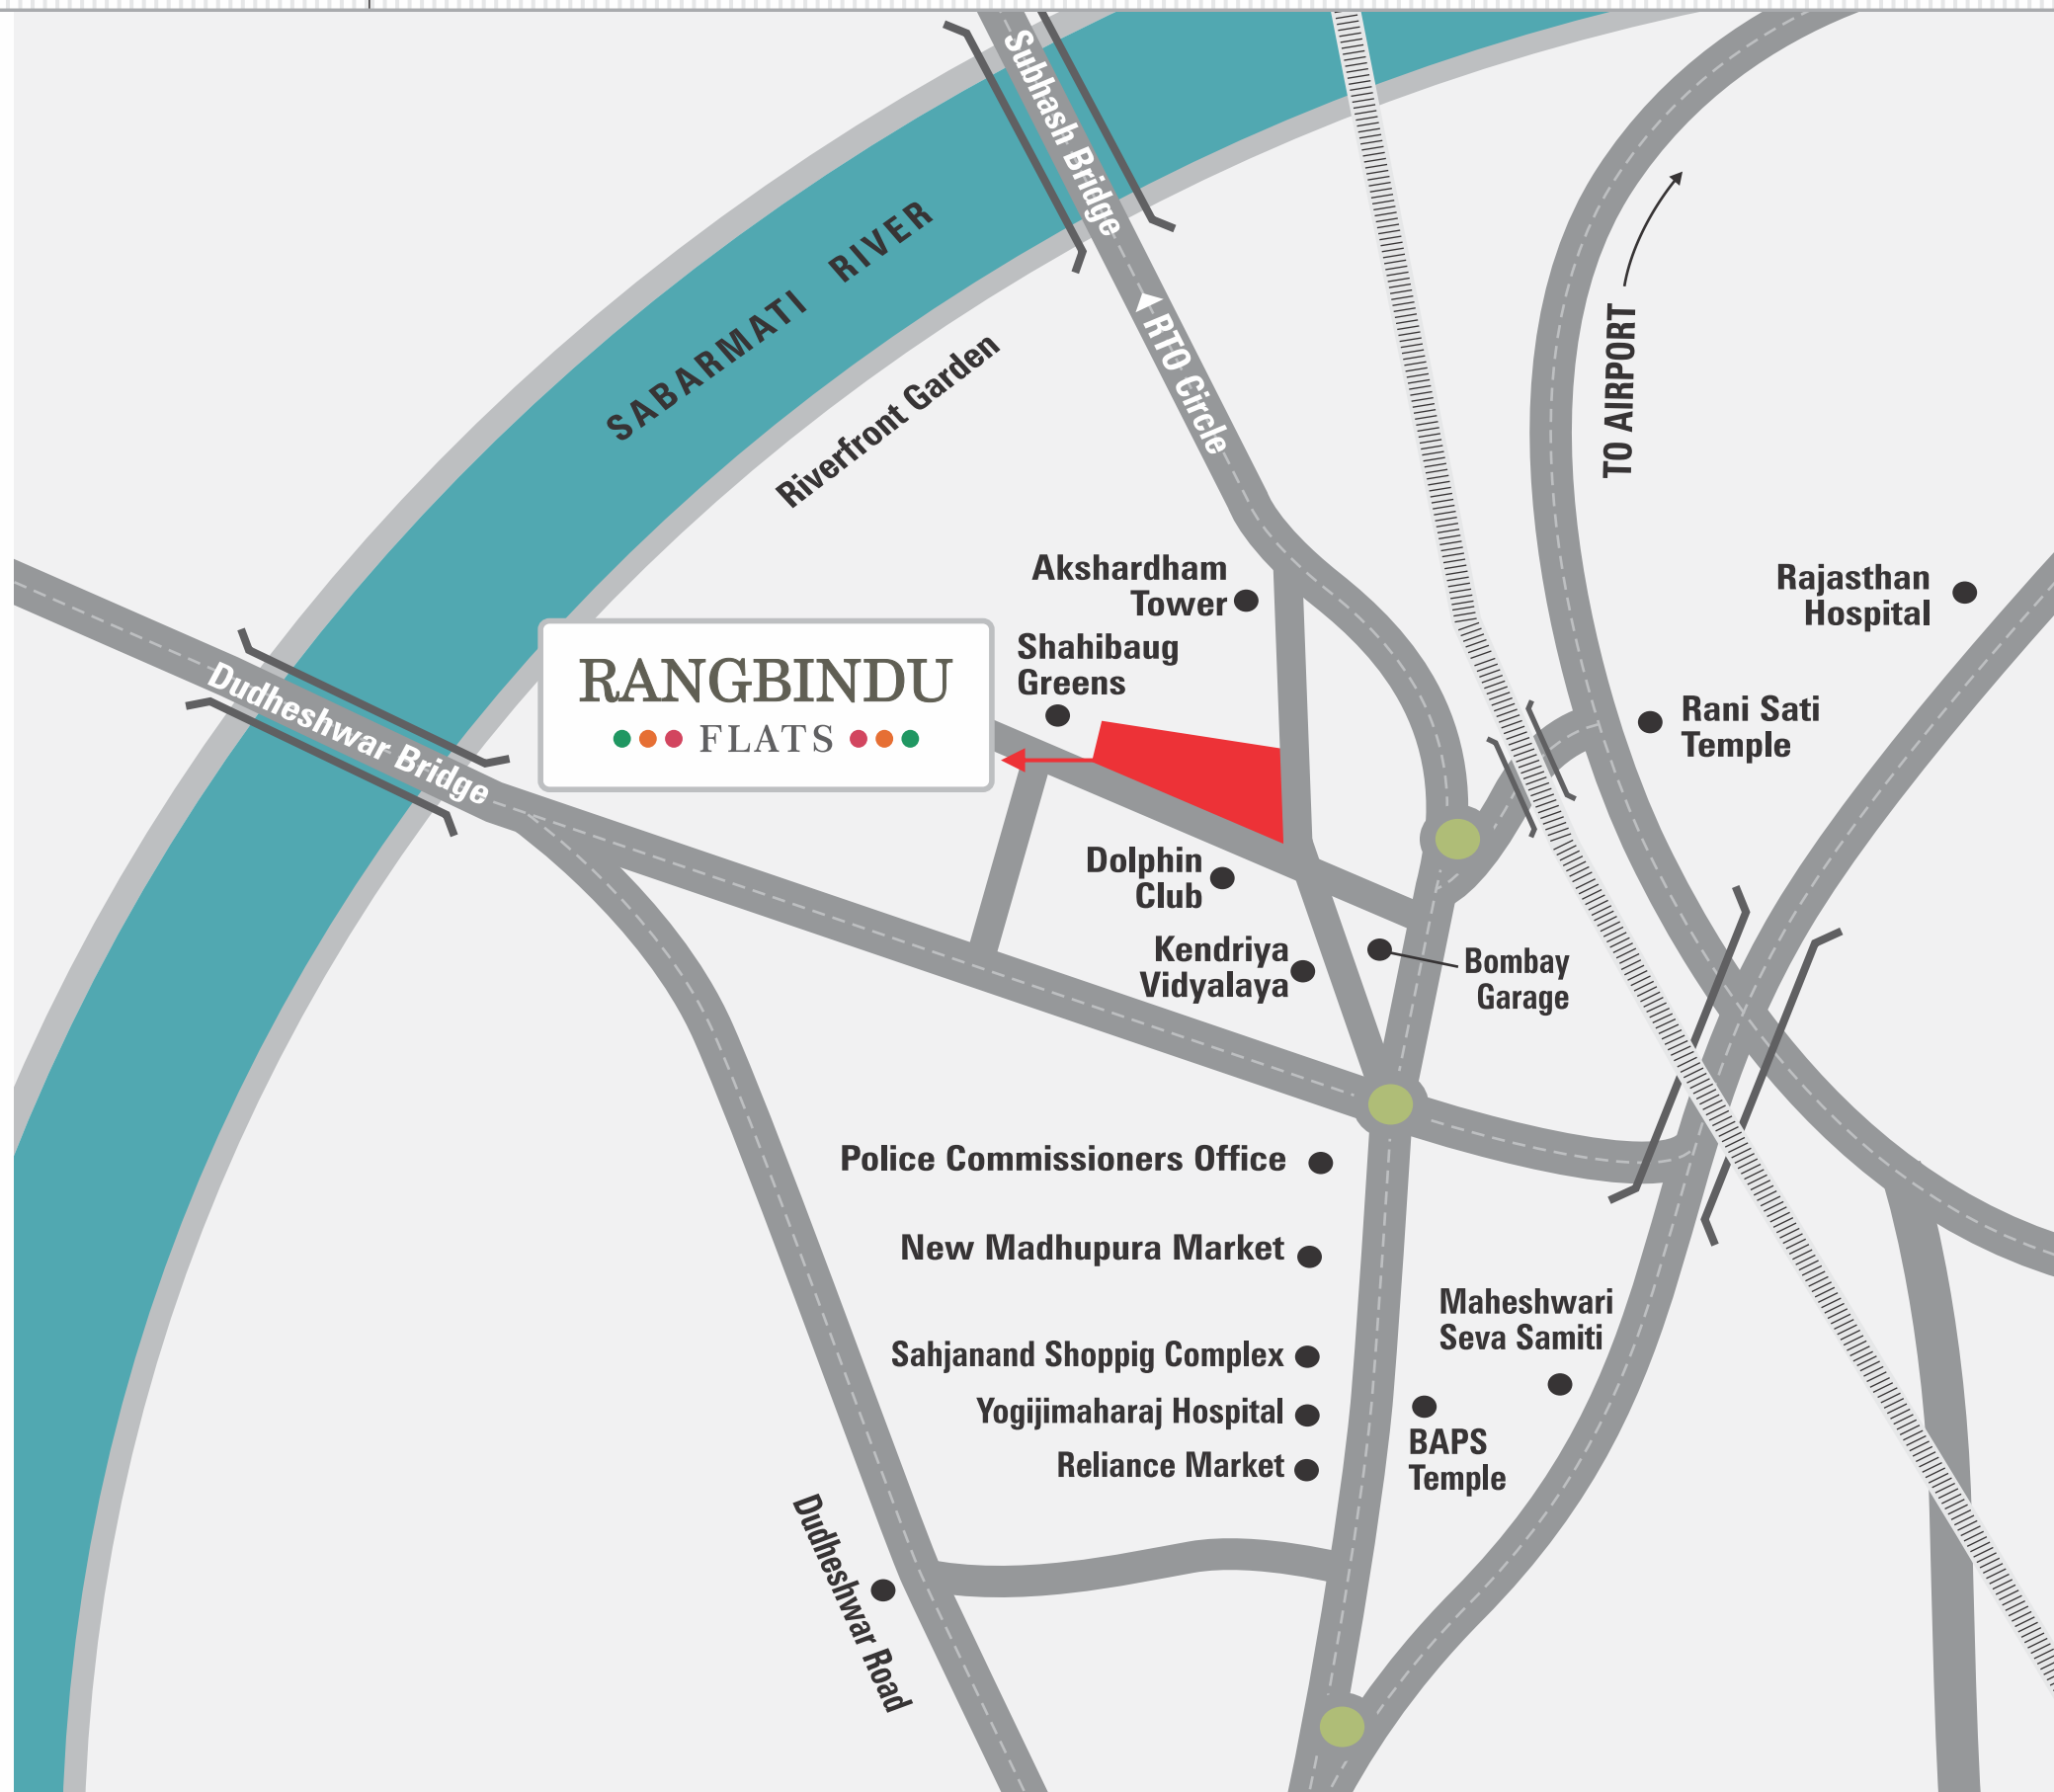 Subhash Bridge
SABARMATI RIVER
RTO Circle
Riverfront Garden
TO AIRPORT
Akshardham
Tower
Rajasthan
Hospital
Shahibaug
Greens
RANGBINDU
FLATS
Rani Sati
Temple
Dudheshwar Bridge
Dolphin
Club
Kendriya
Vidyalaya
Bombay
Garage
Police Commissioners Office
New Madhupura Market
Maheshwari
Seva Samiti
Sahjanand Shoppig Complex
Yogijimaharaj Hospital
BAPS
Temple
Reliance Market
Dudheshwar Road